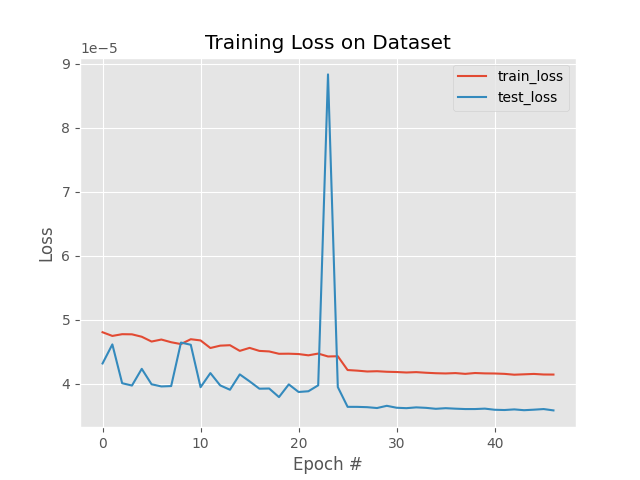 Training Loss on Dataset
1e−5
9
8
7
6
5
4
Loss
train_loss
test_loss
0 10 20 30 40
Epoch #